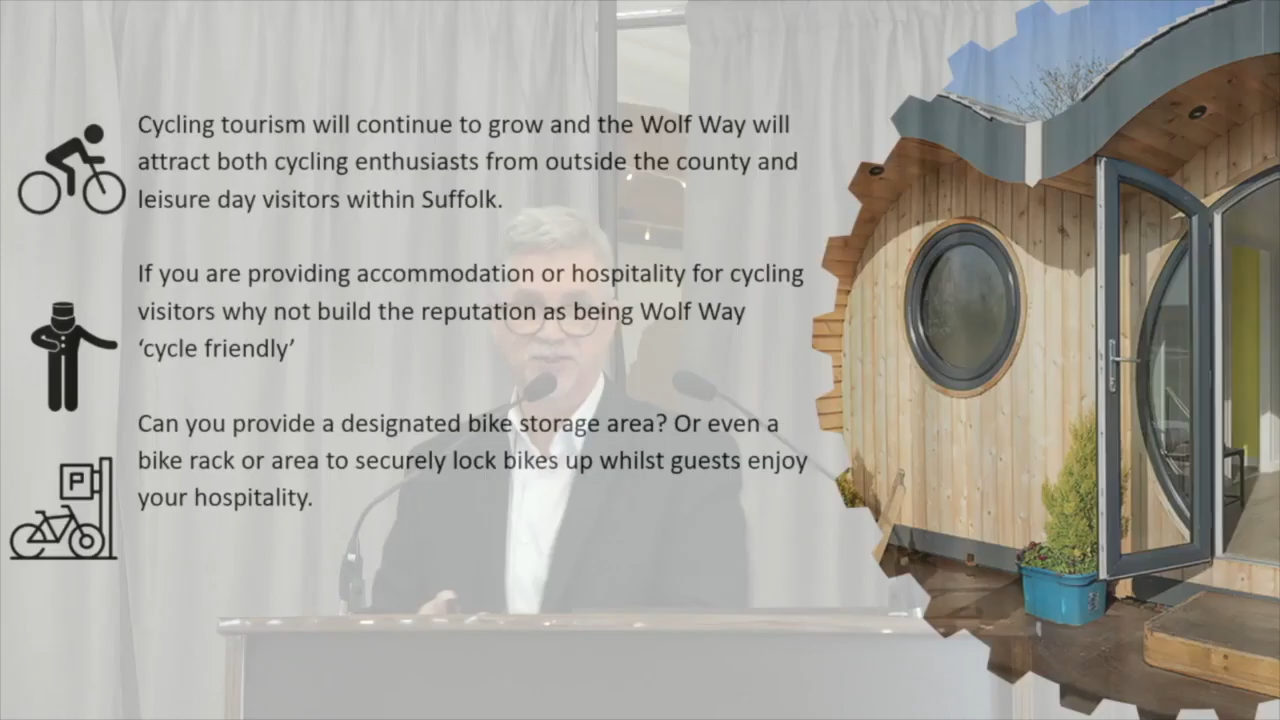 Cycling tourism will continue to grow and the Wolf Way will
attract both cycling enthusiasts from outside the county and
leisure day visitors within Suffolk.
If you are providing accommodation or hospitality for cycling
visitors why not build the reputation as being Wolf Way
‘cycle friendly’
P
Can you provide a designated bike storage area? Or even a
bike rack or area to securely lock bikes up whilst guests enjoy
your hospitality.